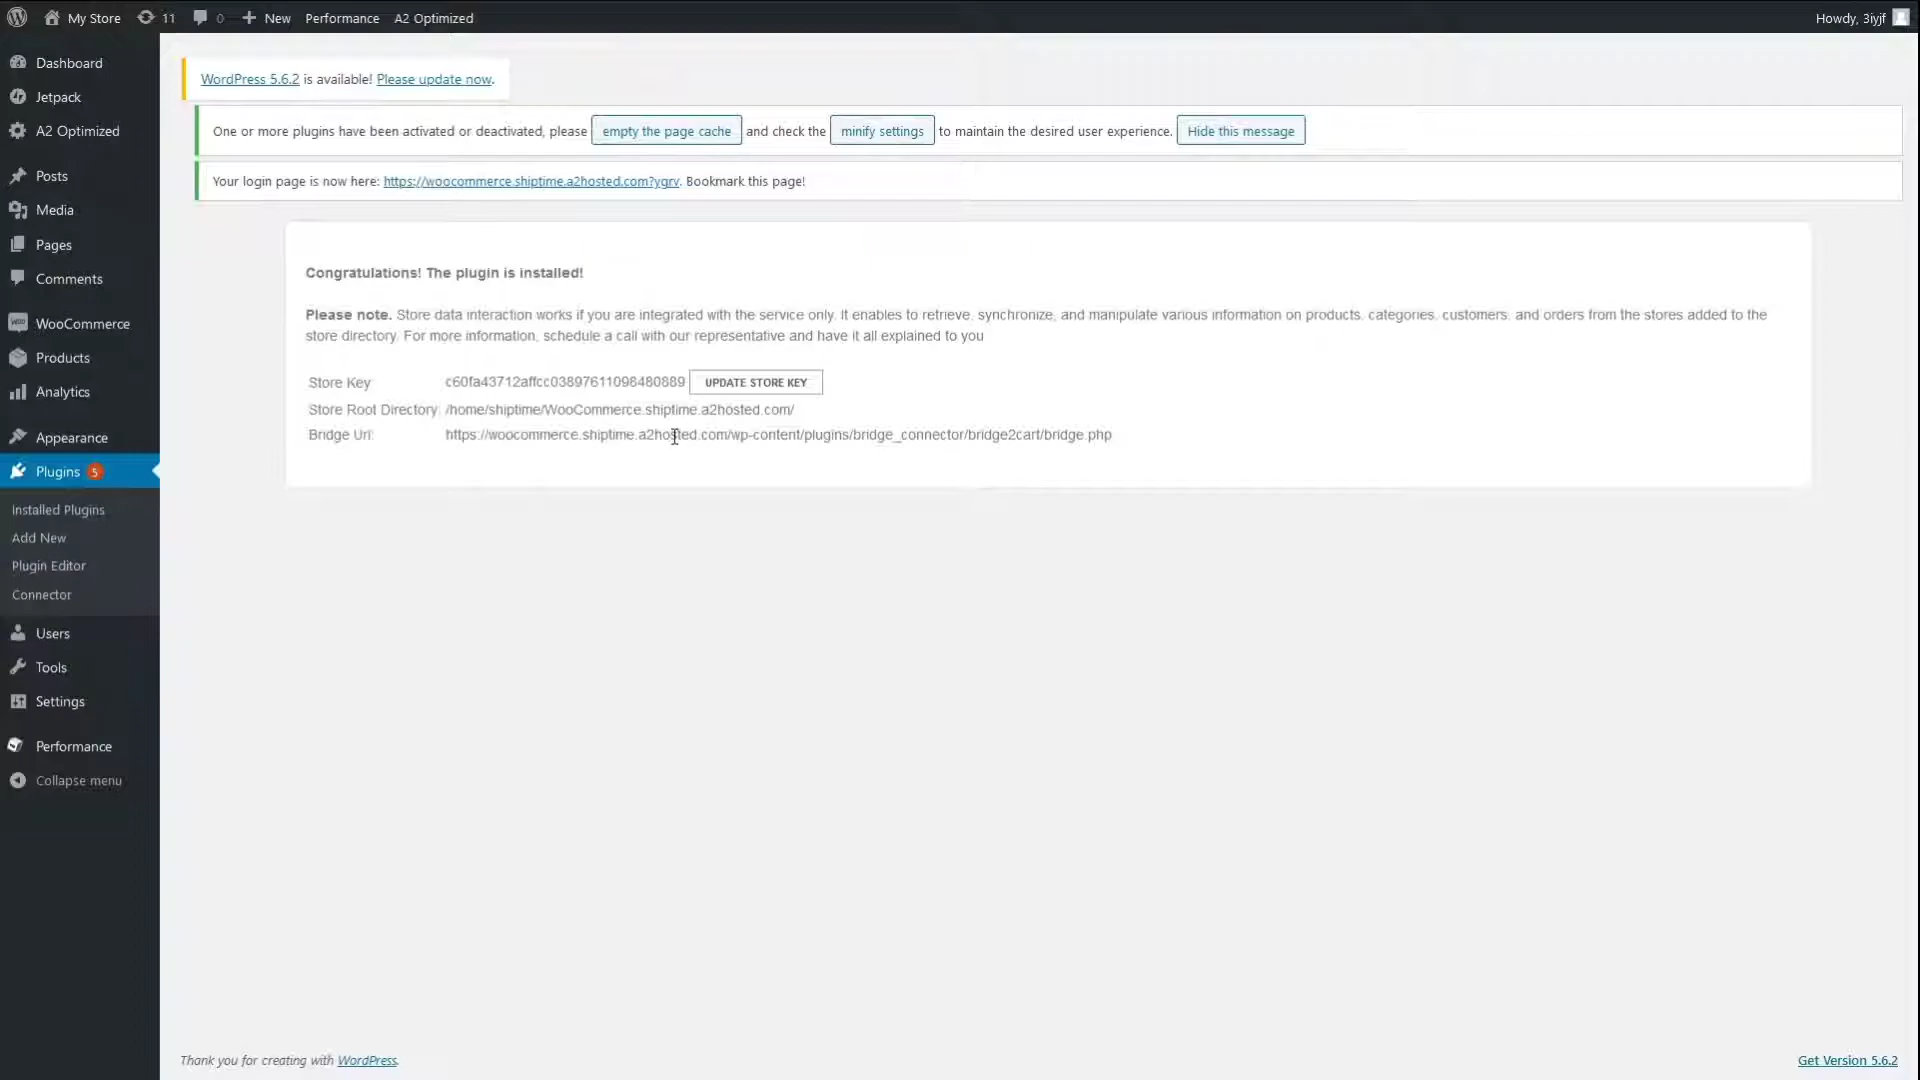 My Store 11 0 New Performance A2 Optimized Howdy, 3iyjf
Dashboard
Jetpack
A2 Optimized
Posts
Media
Pages
Comments
WooCommerce
Products
Analytics
Appearance
Plugins 5
Installed Plugins
Add New
Plugin Editor
Connector
Users
Tools
Settings
Performance
Collapse menu
WordPress 5.6.2 is available! Please update now.
One or more plugins have been activated or deactivated, please empty the page cache and check the minify settings to maintain the desired user experience. Hide this message
Your login page is now here: https://woocommerce.shiptime.a2hosted.com?ygrv. Bookmark this page!
Congratulations! The plugin is installed!
Please note. Store data interaction works if you are integrated with the service only. It enables to retrieve, synchronize, and manipulate various information on products, categories, customers, and orders from the stores added to the
store directory. For more information, schedule a call with our representative and have it all explained to you
Store Key: c60fa43712affcc03897611098480889 UPDATE STORE KEY
Store Root Directory: /home/shiptime/WooCommerce.shiptime.a2hosted.com/
Bridge Url: https://woocommerce.shiptime.a2hosted.com/wp-content/plugins/bridge_connector/bridge2cart/bridge.php
Thank you for creating with WordPress.
Get Version 5.6.2